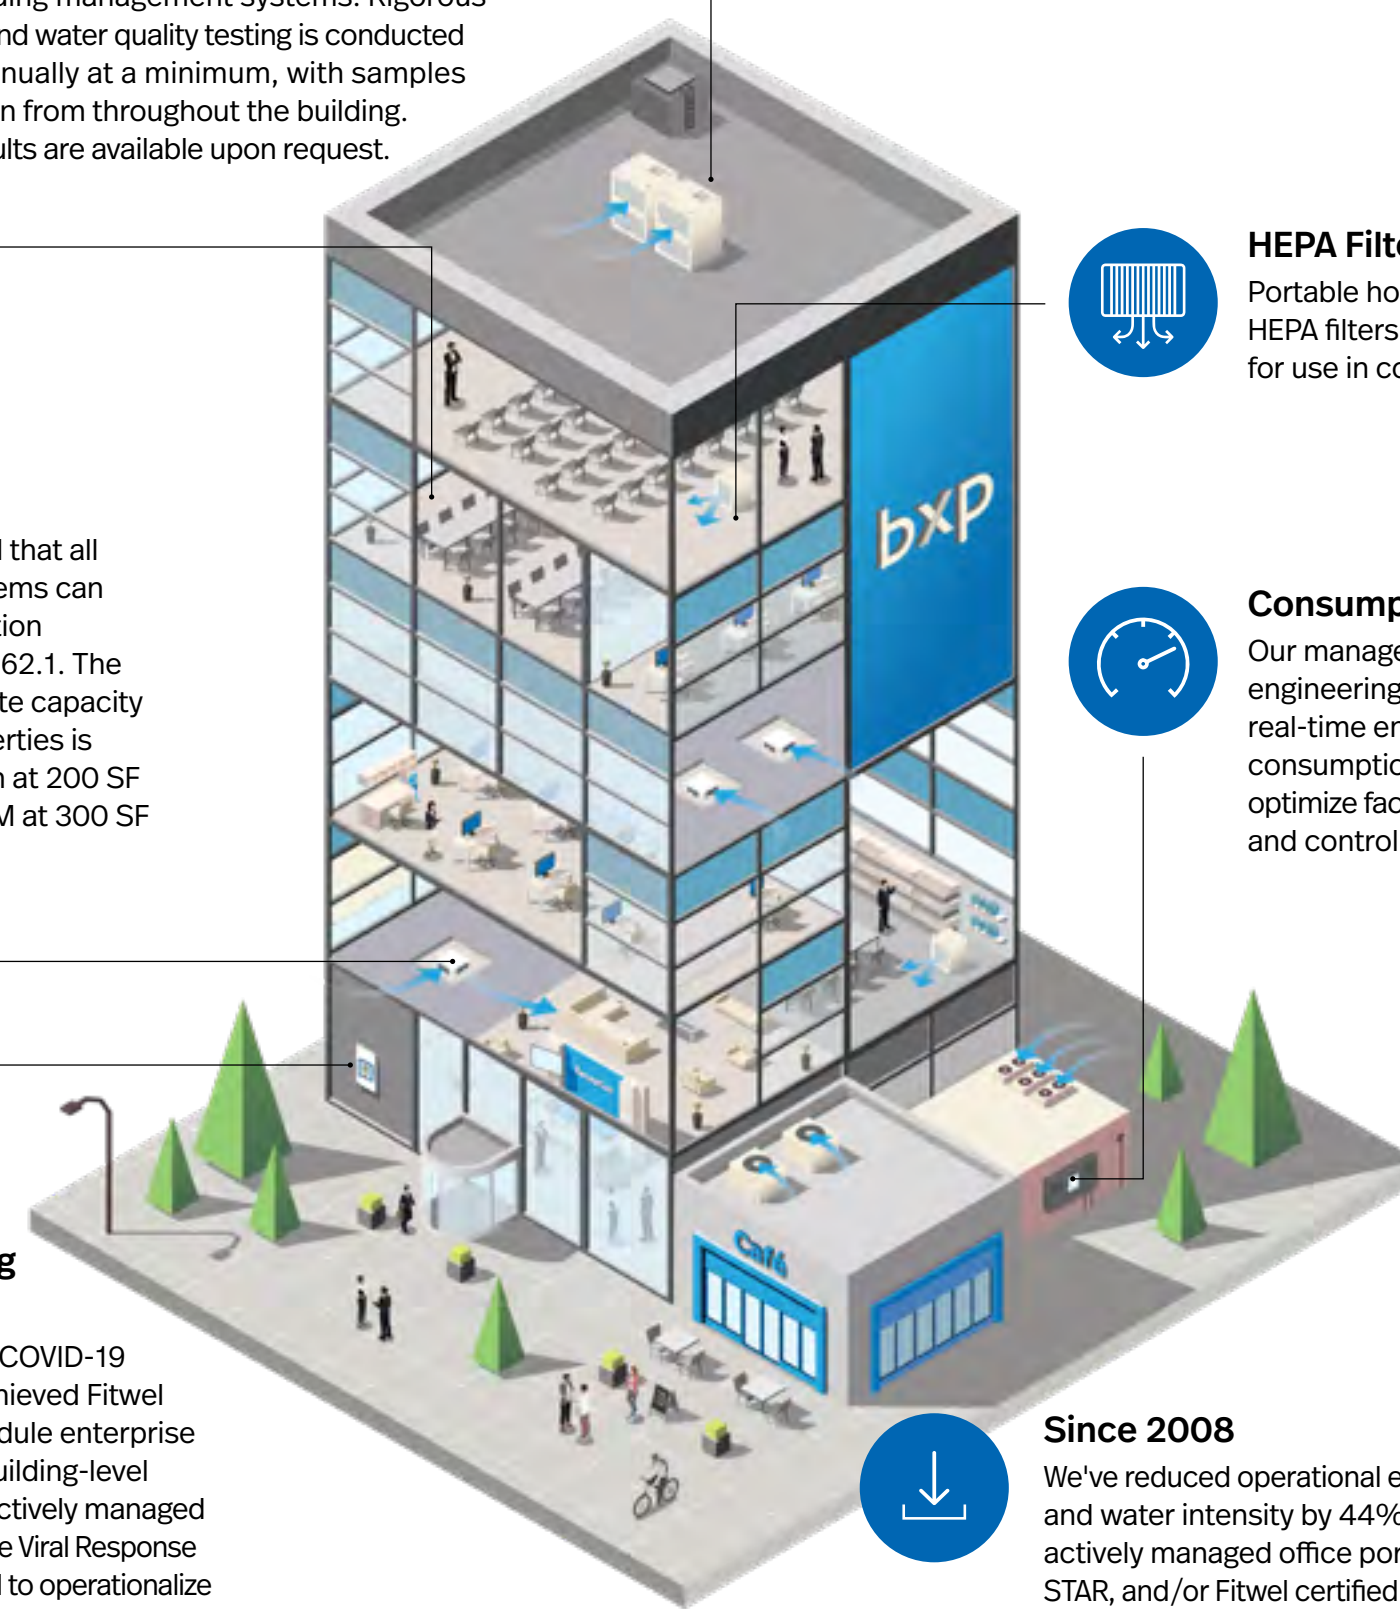 ding management systems. Rigorous
nd water quality testing is conducted
nually at a minimum, with samples
n from throughout the building.
ults are available upon request.
HEPA Filte
Portable ho
HEPA filters
for use in co
bxp
l that all
ems can
tion
62.1. The
te capacity
erties is
n at 200 SF
M at 300 SF
Consump
Our manage
engineering
real-time en
consumptio
optimize fac
and control
Café
g
COVID-19
hieved Fitwel
dule enterprise
uilding-level
ctively managed
e Viral Response
l to operationalize
Since 2008
We've reduced operational e
and water intensity by 44%
actively managed office por
STAR, and/or Fitwel certified